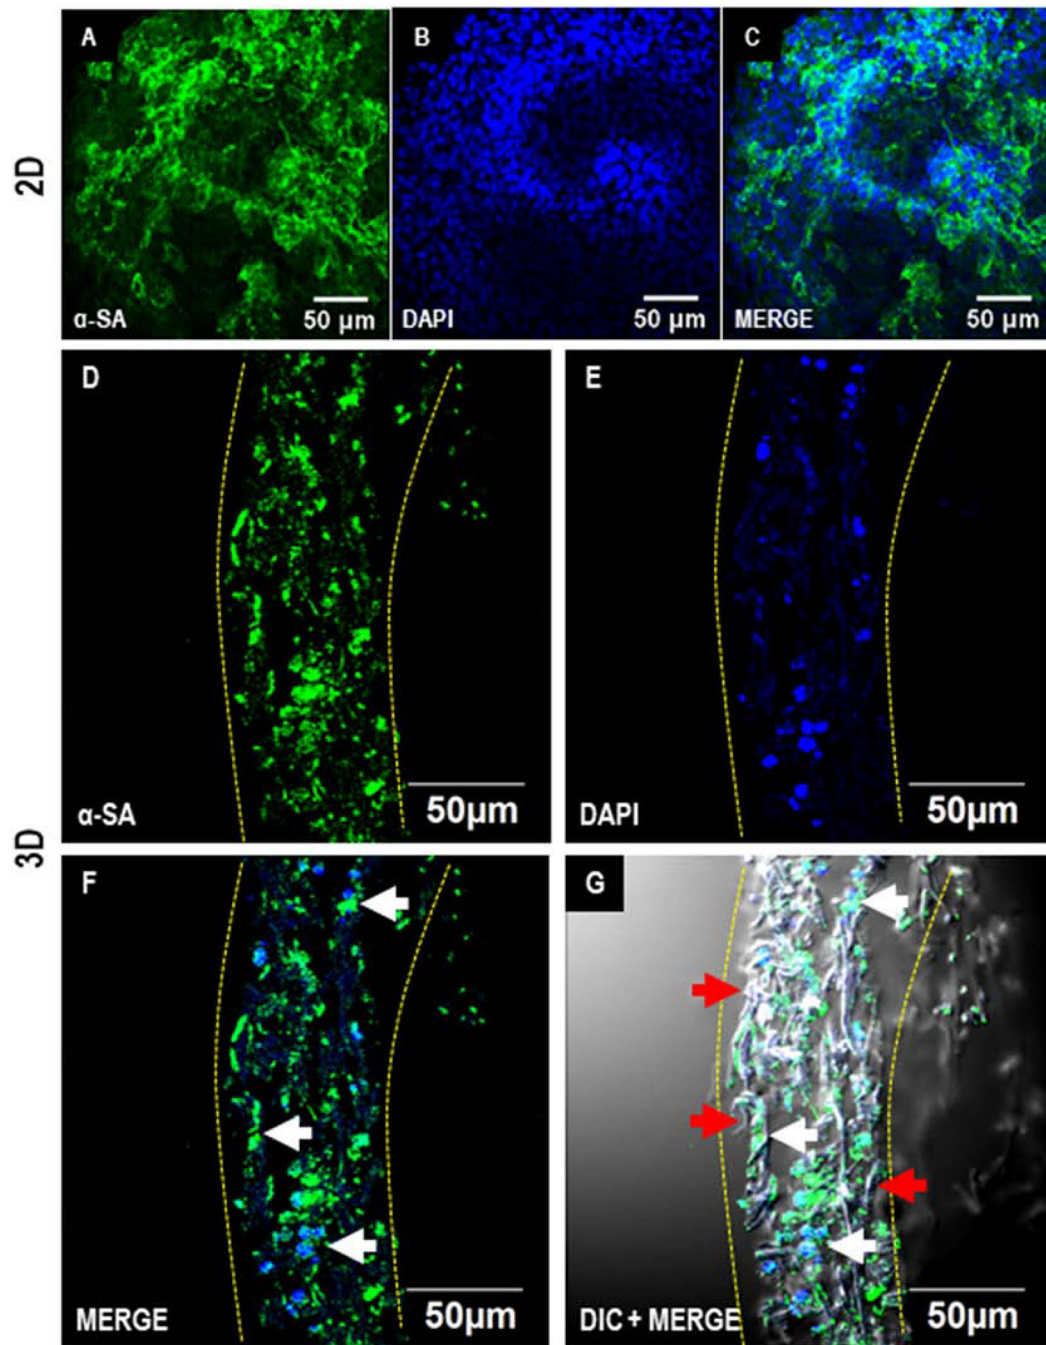 2D
A
α-SA
50 μm
B
DAPI
50 μm
C
MERGE
50 μm
3D
D
α-SA
50μm
E
DAPI
50μm
F
MERGE
50μm
G
DIC + MERGE
50μm